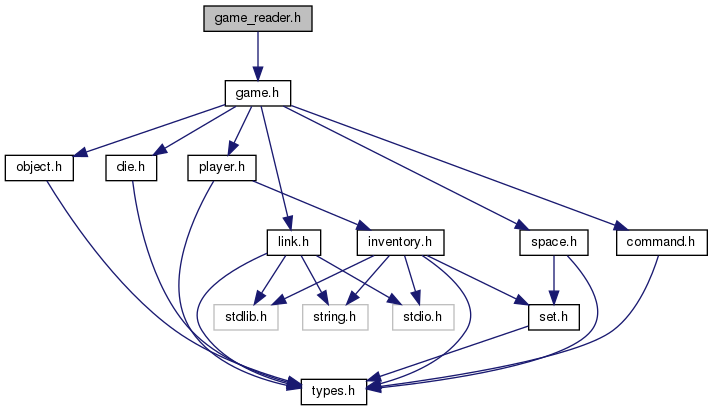 game_reader.h
game.h
object.h
die.h
player.h
link.h
inventory.h
space.h
command.h
stdlib.h
string.h
stdio.h
set.h
types.h